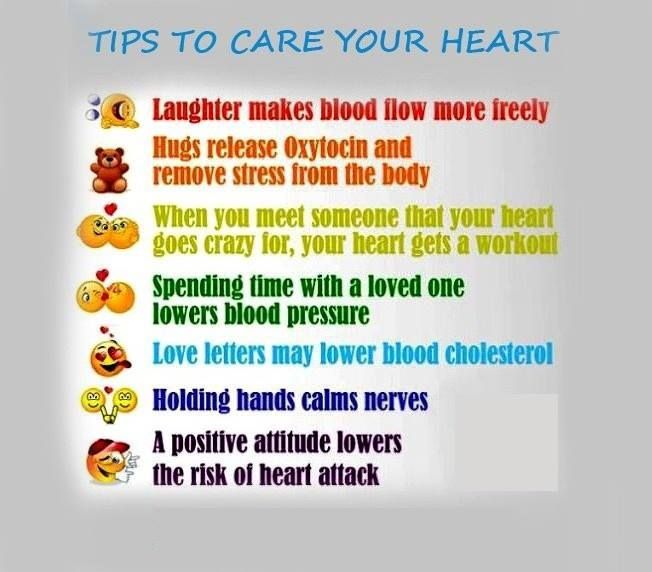 TIPS TO CARE YOUR HEART
Laughter makes blood flow more freely
Hugs release Oxytocin and
remove stress from the body
When you meet someone that your heart
goes crazy for, your heart gets a workout
Spending time with a loved one
lowers blood pressure
Love letters may lower blood cholesterol
Holding hands calms nerves
A positive attitude lowers
the risk of heart attack